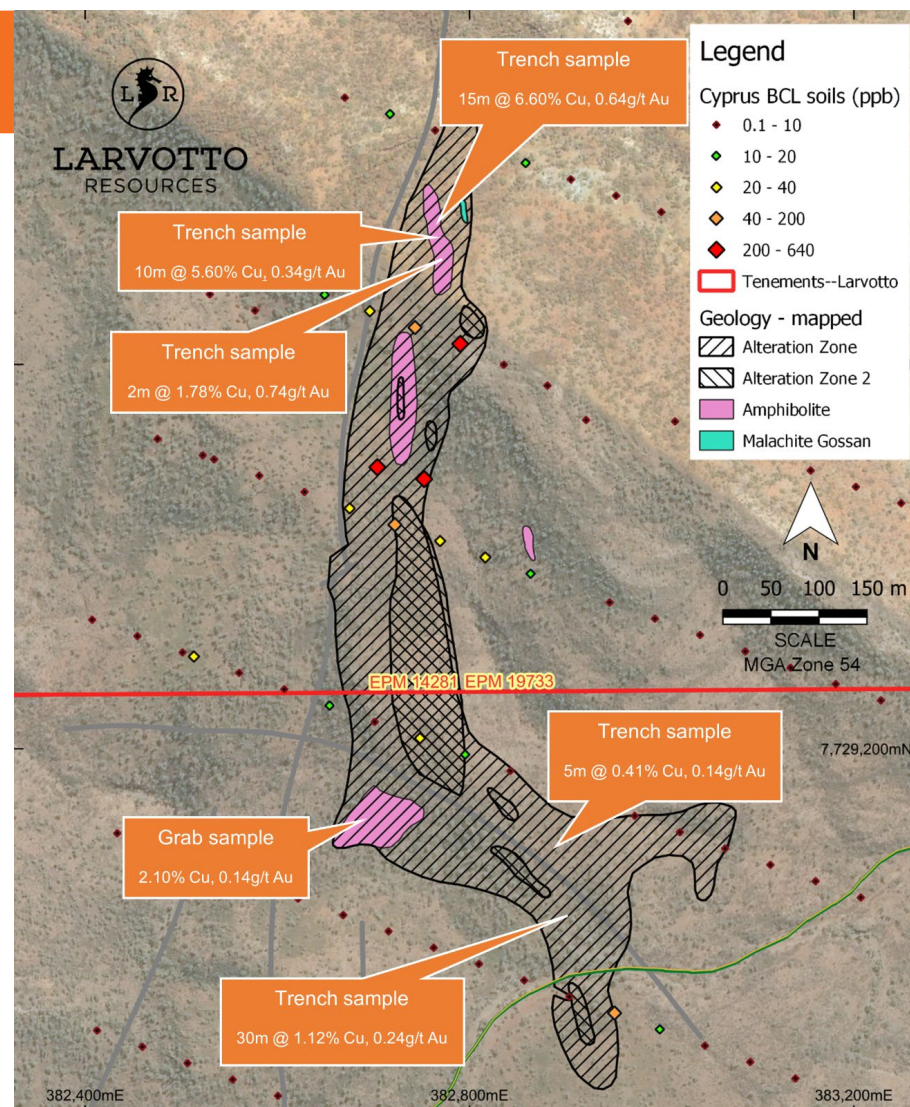 L R
LARVOTTO
RESOURCES
Trench sample
15m @ 6.60% Cu, 0.64g/t Au
Trench sample
10m @ 5.60% Cu, 0.34g/t Au
Trench sample
2m @ 1.78% Cu, 0.74g/t Au
Legend
Cyprus BCL soils (ppb)
0.1 - 10
10 - 20
20 - 40
40 - 200
200 - 640
Tenements--Larvotto
Geology - mapped
Alteration Zone
Alteration Zone 2
Amphibolite
Malachite Gossan
N
0 50 100 150 m
SCALE
MGA Zone 54
EPM 14281 EPM 19733
Trench sample
5m @ 0.41% Cu, 0.14g/t Au
7,729,200mN
Grab sample
2.10% Cu, 0.14g/t Au
Trench sample
30m @ 1.12% Cu, 0.24g/t Au
382,400mE
382,800mE
383,200mE